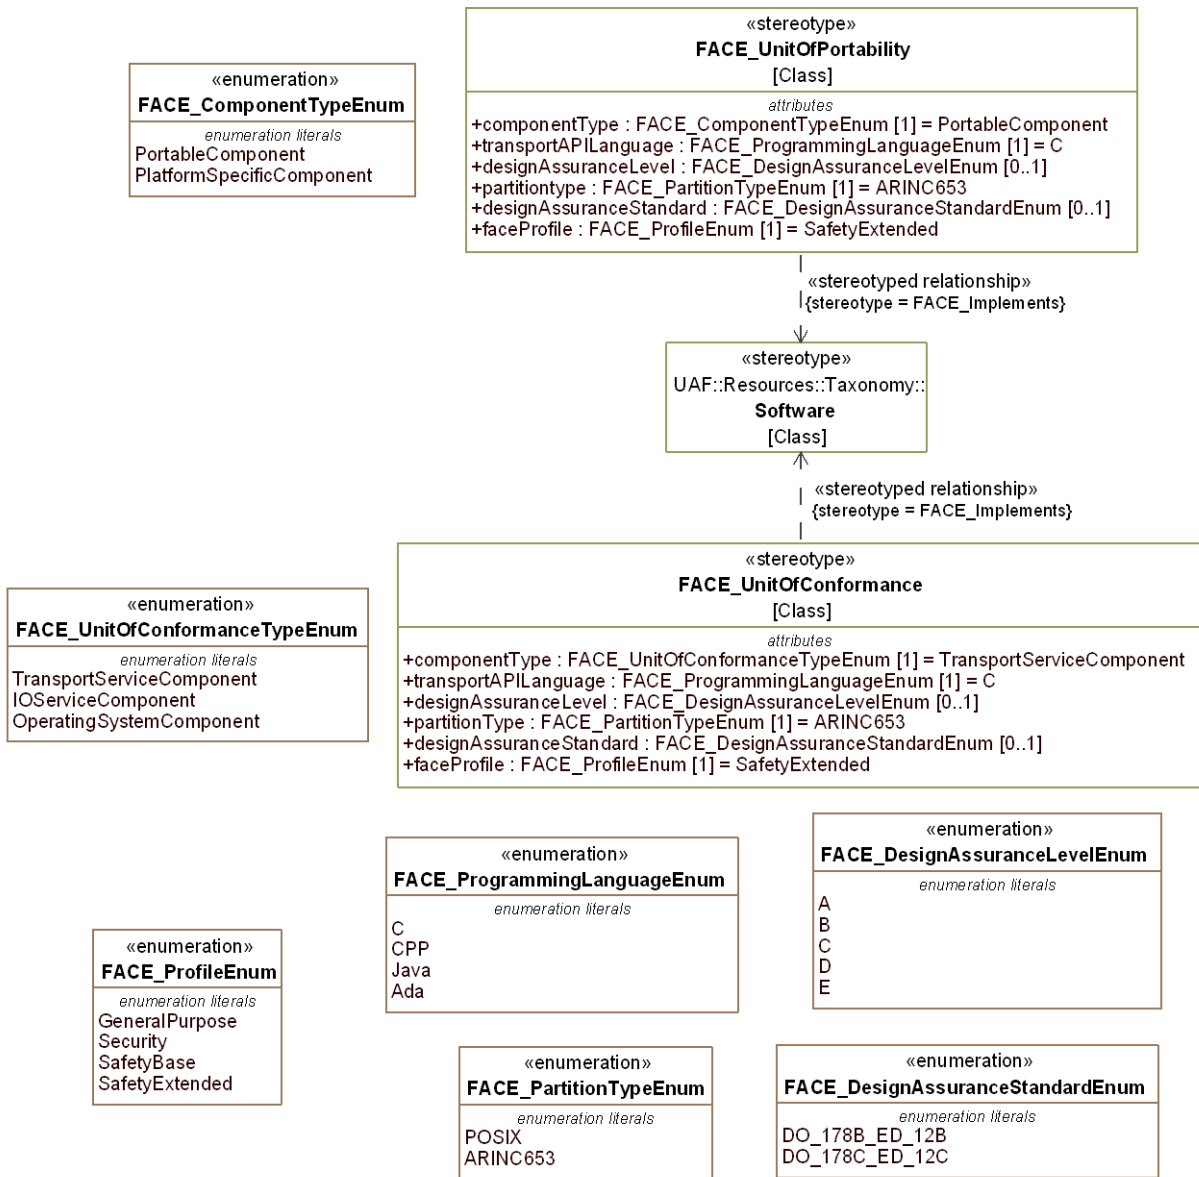 «stereotype»
FACE_UnitOfPortability
[Class]
attributes
+componentType : FACE_ComponentTypeEnum [1] = PortableComponent
+transportAPILanguage : FACE_ProgrammingLanguageEnum [1] = C
+designAssuranceLevel : FACE_DesignAssuranceLevelEnum [0..1]
+partitiontype : FACE_PartitionTypeEnum [1] = ARINC653
+designAssuranceStandard : FACE_DesignAssuranceStandardEnum [0..1]
+faceProfile : FACE_ProfileEnum [1] = SafetyExtended
«enumeration»
FACE_ComponentTypeEnum
enumeration literals
PortableComponent
PlatformSpecificComponent
«stereotyped relationship»
{stereotype = FACE_Implements}
«stereotype»
UAF::Resources::Taxonomy::
Software
[Class]
«stereotyped relationship»
{stereotype = FACE_Implements}
«stereotype»
FACE_UnitOfConformance
[Class]
attributes
+componentType : FACE_UnitOfConformanceTypeEnum [1] = TransportServiceComponent
+transportAPILanguage : FACE_ProgrammingLanguageEnum [1] = C
+designAssuranceLevel : FACE_DesignAssuranceLevelEnum [0..1]
+partitionType : FACE_PartitionTypeEnum [1] = ARINC653
+designAssuranceStandard : FACE_DesignAssuranceStandardEnum [0..1]
+faceProfile : FACE_ProfileEnum [1] = SafetyExtended
«enumeration»
FACE_UnitOfConformanceTypeEnum
enumeration literals
TransportServiceComponent
IOServiceComponent
OperatingSystemComponent
«enumeration»
FACE_ProgrammingLanguageEnum
enumeration literals
C
CPP
Java
Ada
«enumeration»
FACE_DesignAssuranceLevelEnum
enumeration literals
A
B
C
D
E
«enumeration»
FACE_ProfileEnum
enumeration literals
GeneralPurpose
Security
SafetyBase
SafetyExtended
«enumeration»
FACE_PartitionTypeEnum
enumeration literals
POSIX
ARINC653
«enumeration»
FACE_DesignAssuranceStandardEnum
enumeration literals
DO_178B_ED_12B
DO_178C_ED_12C